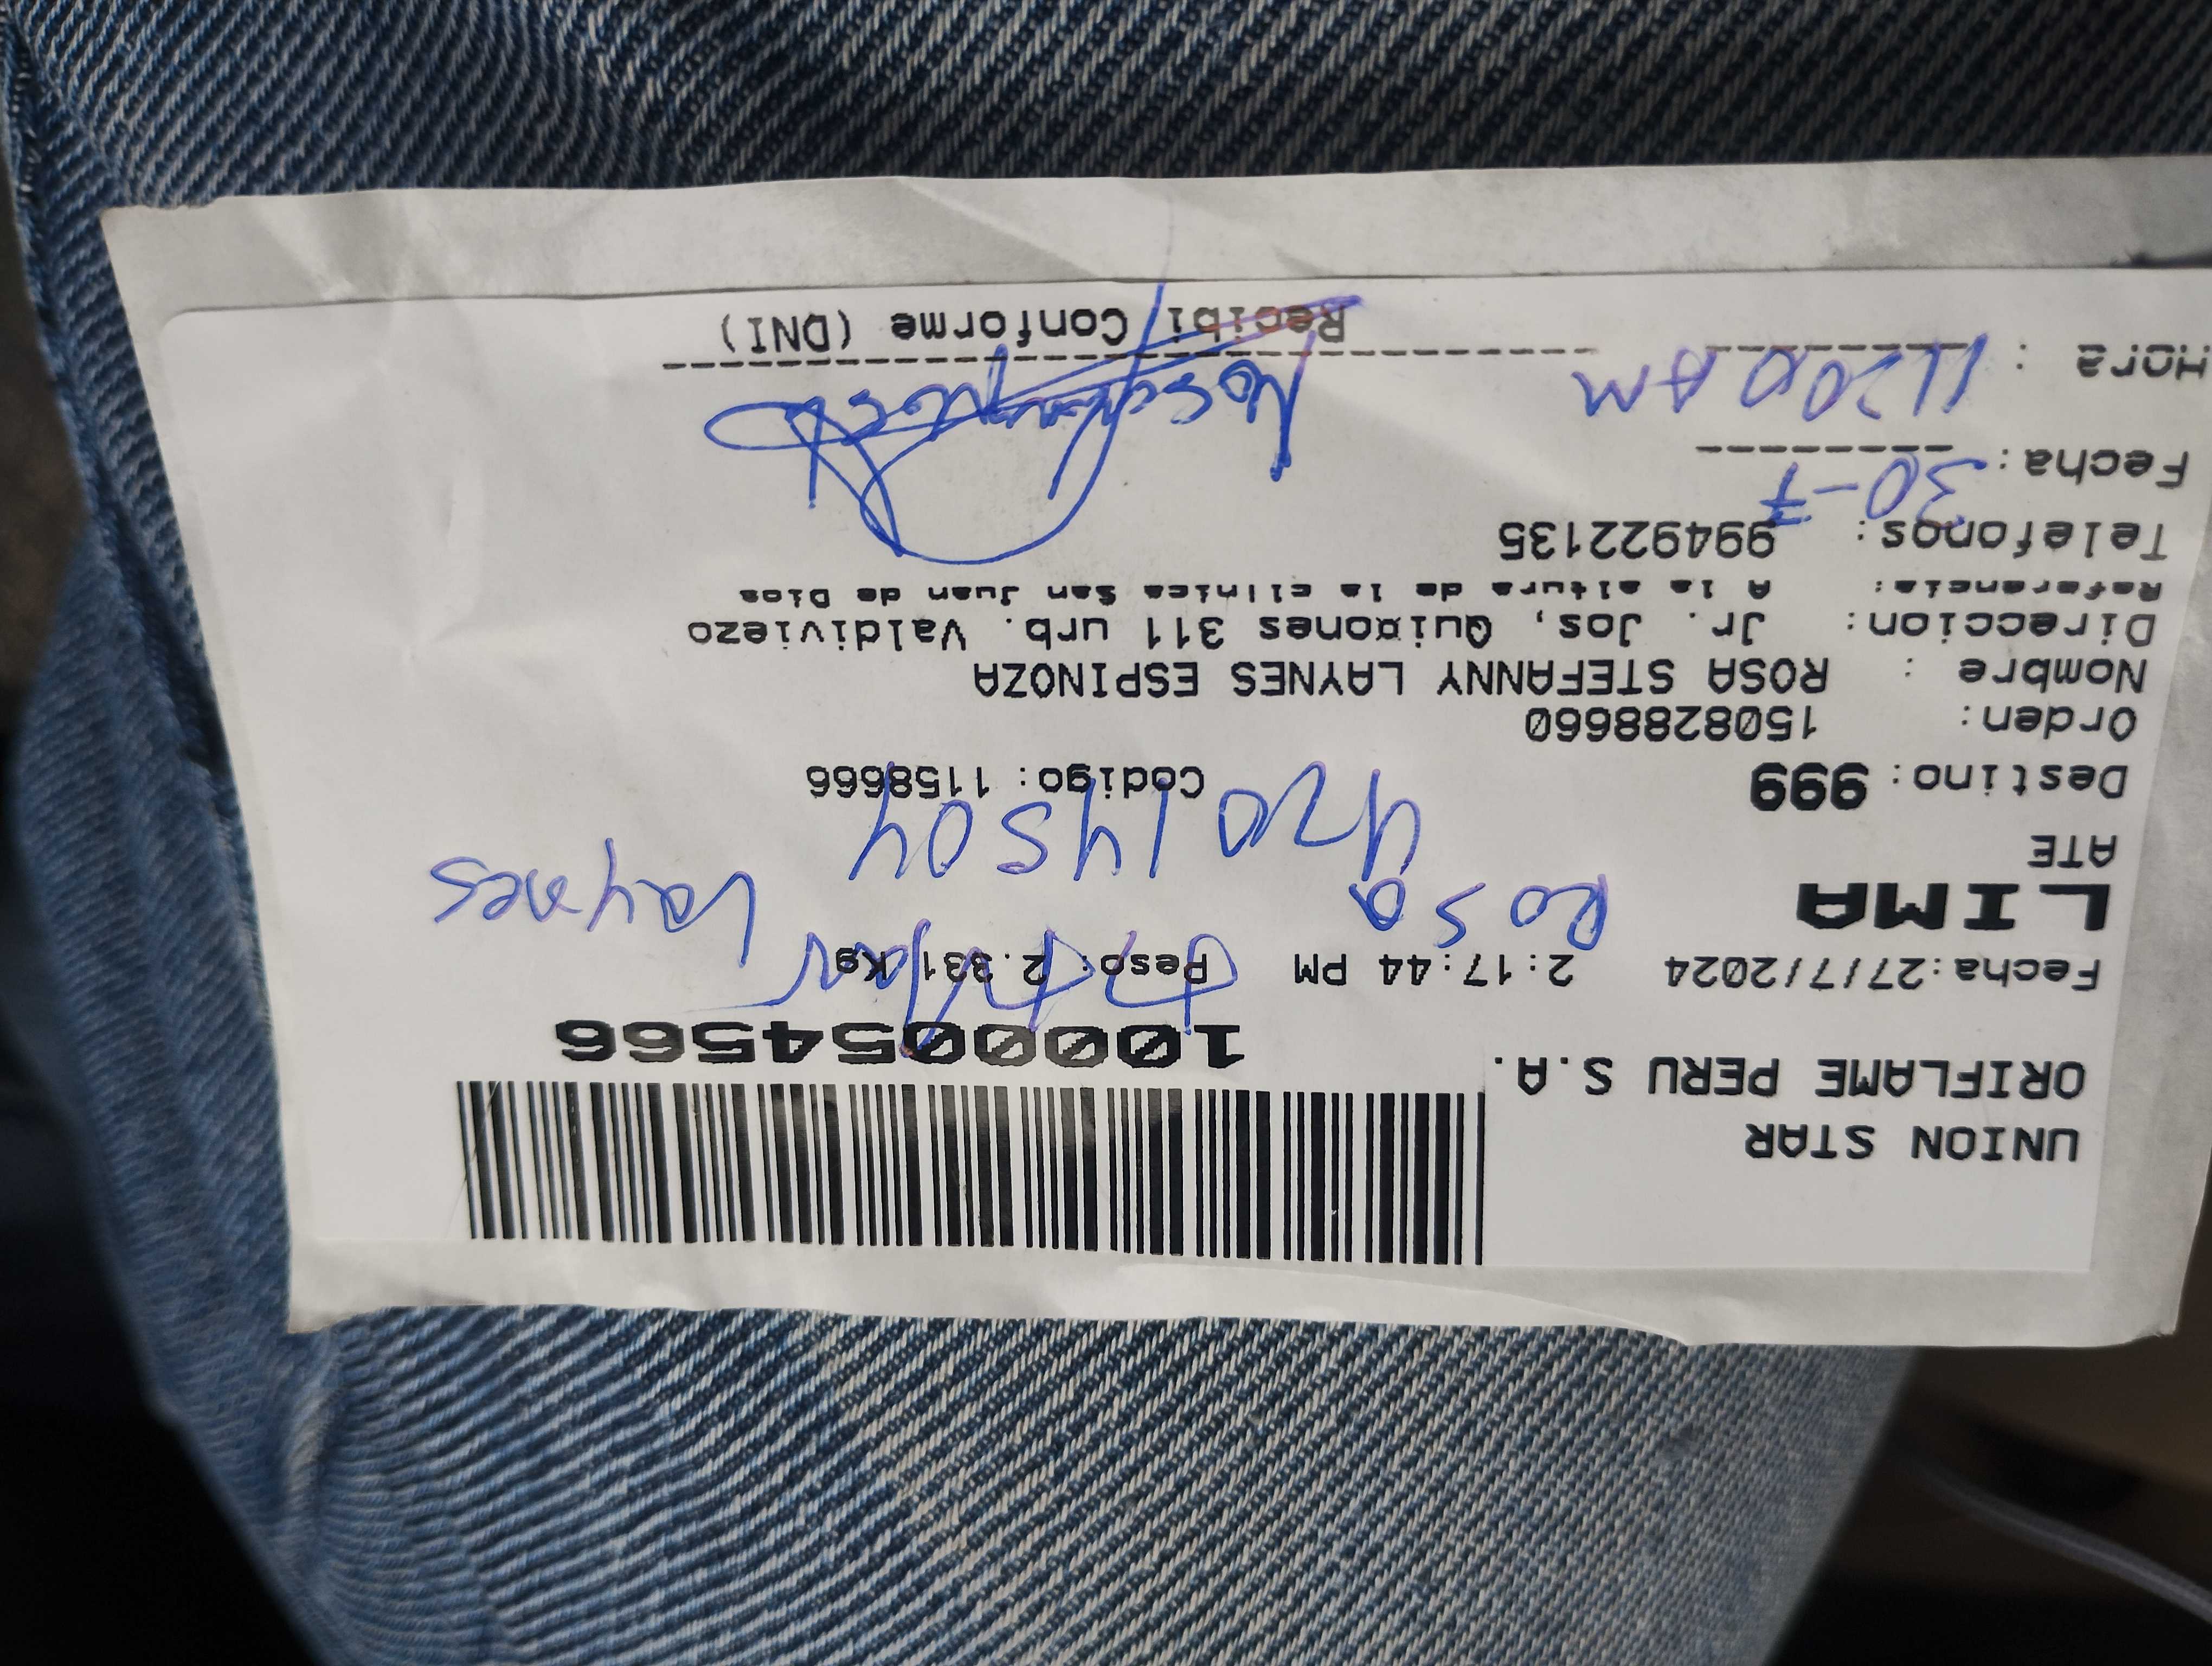 UNION STAR
ORIFLAME PERU S.A.
1000054566
Fecha:27/7/2024 2:17:44 PM Peso: 2.331 Kg
LIMA
Rosa Laynes
ATE
47014504
Destino: 999 Codigo: 1158666
Orden: 1508288660
Nombre : ROSA STEFANNY LAYNES ESPINOZA
Direccion: Jr. Jos, Quiñones 311 urb. Valdiviezo
Referencia: A la altura de la clinica San Juan de Dios
Telefonos: 994922135
Fecha: 30-7
Hora : 11:20 AM
Recibi Conforme (DNI)